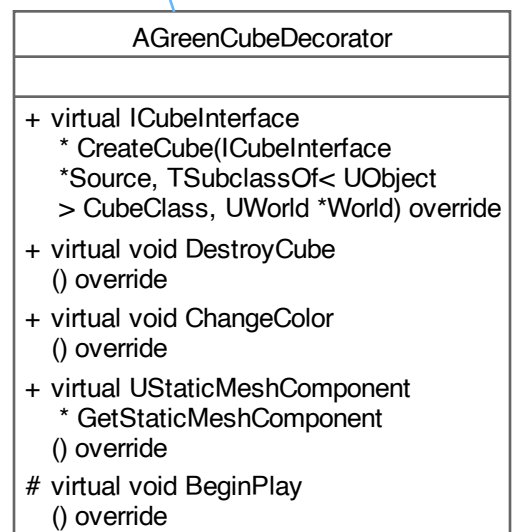 AGreenCubeDecorator
+ virtual ICubeInterface
* CreateCube(ICubeInterface
*Source, TSubclassOf< UObject
> CubeClass, UWorld *World) override
+ virtual void DestroyCube
() override
+ virtual void ChangeColor
() override
+ virtual UStaticMeshComponent
* GetStaticMeshComponent
() override
# virtual void BeginPlay
() override